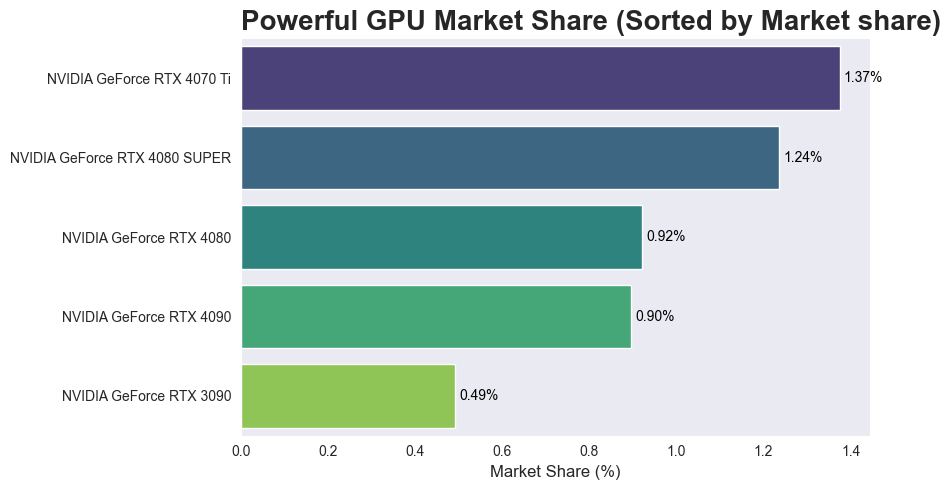 Powerful GPU Market Share (Sorted by Market share)
NVIDIA GeForce RTX 4070 Ti
1.37%
NVIDIA GeForce RTX 4080 SUPER
1.24%
NVIDIA GeForce RTX 4080
0.92%
NVIDIA GeForce RTX 4090
0.90%
NVIDIA GeForce RTX 3090
0.49%
0.0 0.2 0.4 0.6 0.8 1.0 1.2 1.4
Market Share (%)